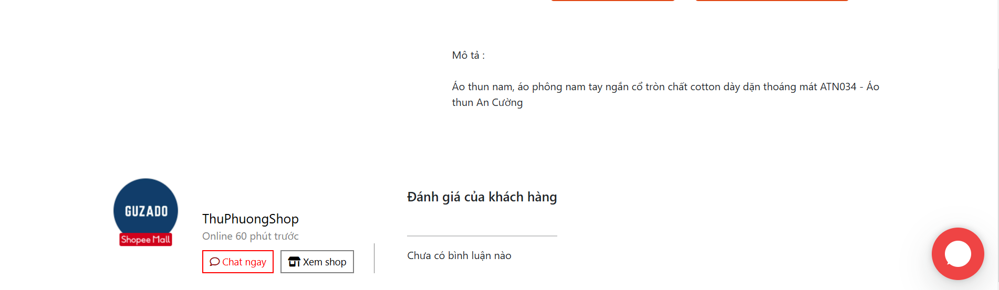 Mô tả :
Áo thun nam, áo phông nam tay ngắn cổ tròn chất cotton dày dặn thoáng mát ATN034 - Áo
thun An Cường
GUZADO
Shopee Mall
ThuPhuongShop
Online 60 phút trước
Chat ngay
Xem shop
Đánh giá của khách hàng
Chưa có bình luận nào